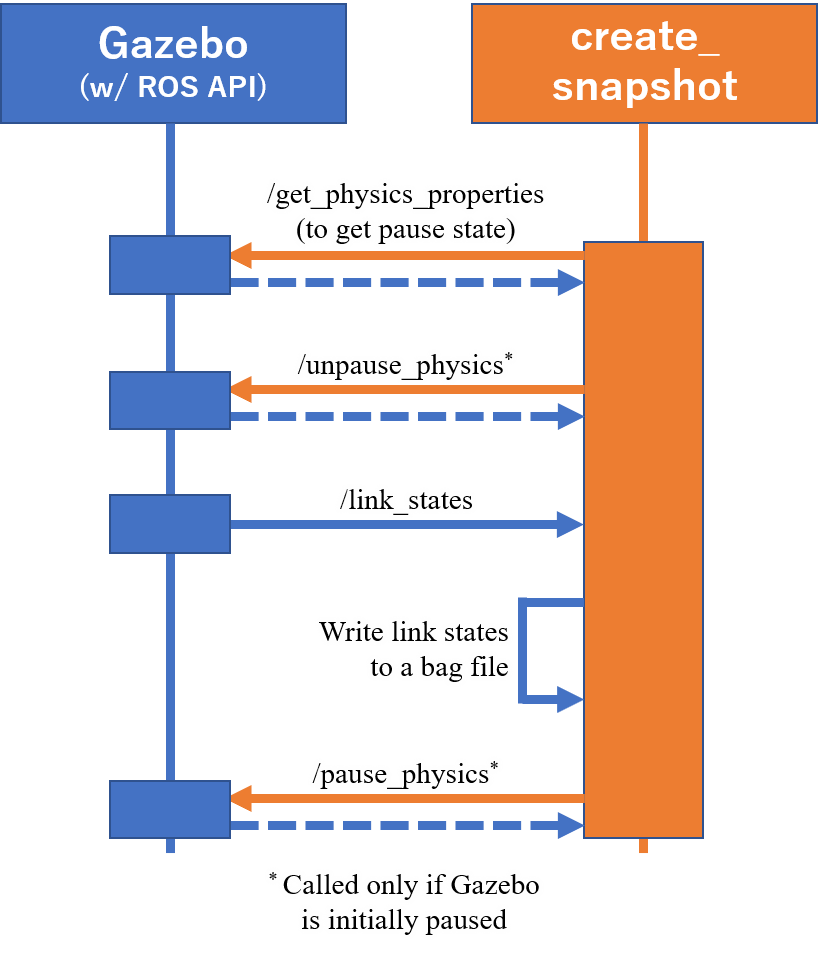 Gazebo
(w/ ROS API)
create_
snapshot
/get_physics_properties
(to get pause state)
/unpause_physics*
/link_states
Write link states
to a bag file
/pause_physics*
* Called only if Gazebo
is initially paused